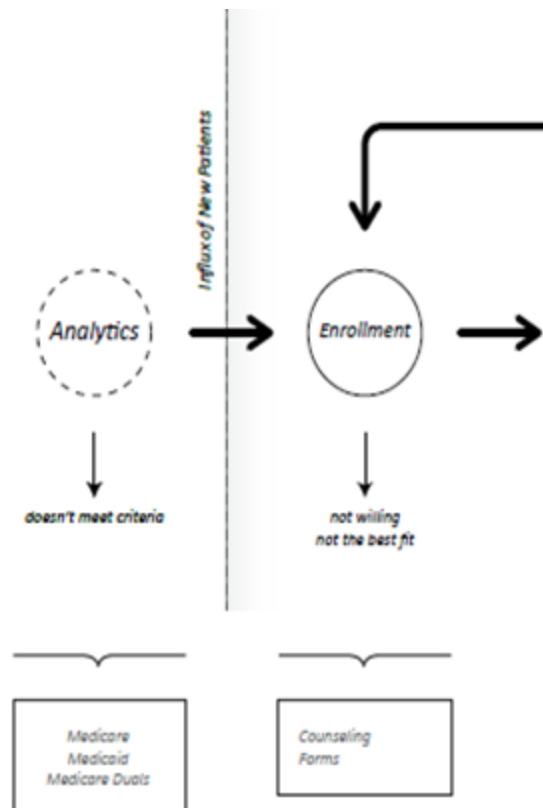 Influx of New Patients
Analytics
Enrollment
doesn't meet criteria
not willing
not the best fit
Medicare
Medicaid
Medicare Duals
Counseling
Forms